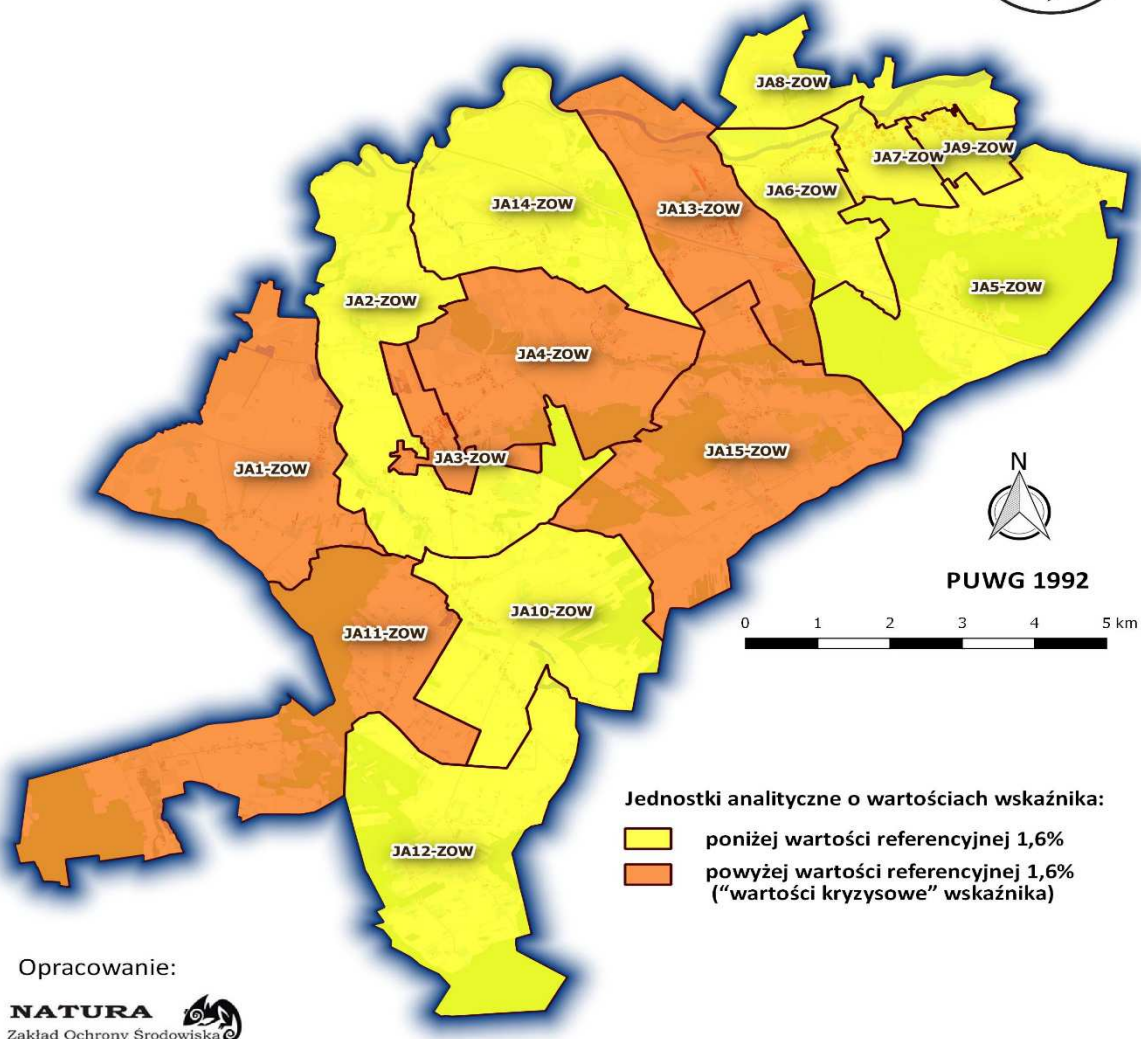 JA8-ZOW
JA7-ZOW
JA9-ZOW
JA6-ZOW
JA14-ZOW
JA13-ZOW
JA5-ZOW
JA2-ZOW
JA4-ZOW
JA3-ZOW
JA15-ZOW
JA1-ZOW
N
PUWG 1992
0 1 2 3 4 5 km
JA10-ZOW
JA11-ZOW
JA12-ZOW
Jednostki analityczne o wartościach wskaźnika:
poniżej wartości referencyjnej 1,6%
powyżej wartości referencyjnej 1,6%
(“wartości kryzysowe” wskaźnika)
Opracowanie:
NATURA
Zakład Ochrony Środowiska